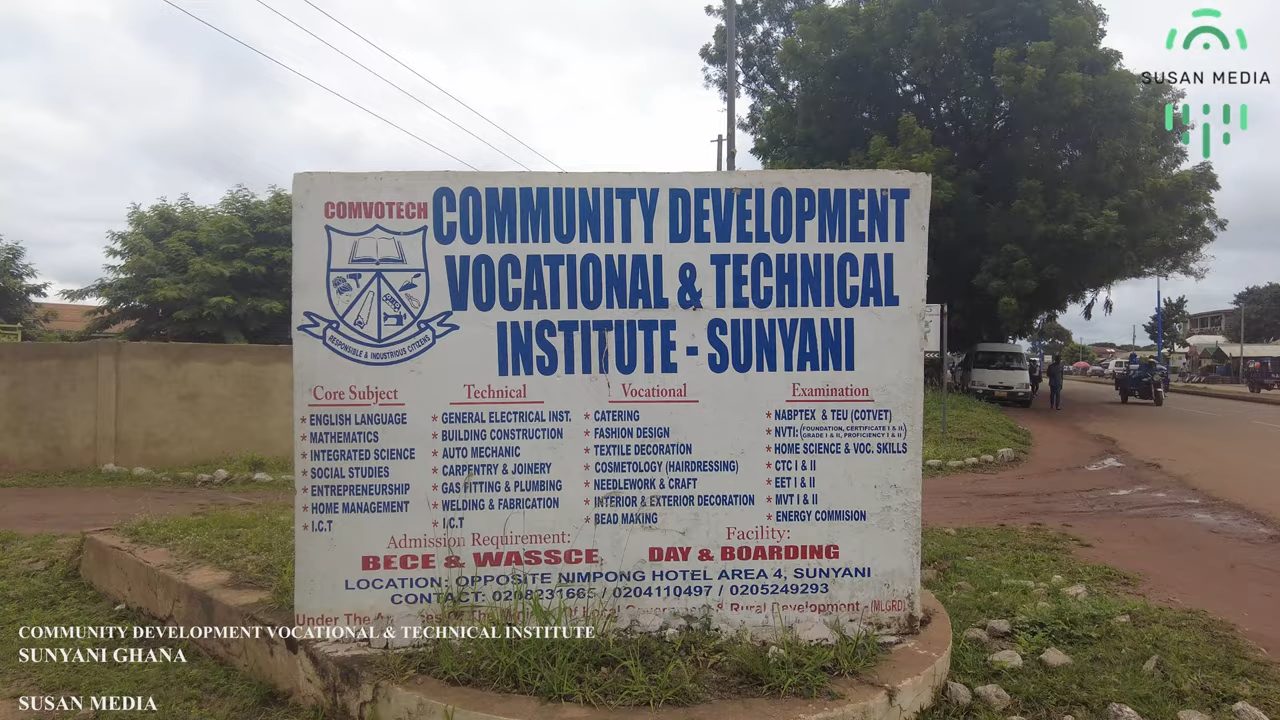 SUSAN MEDIA
COMVOTECH
COMMUNITY DEVELOPMENT
VOCATIONAL & TECHNICAL
INSTITUTE - SUNYANI
RESPONSIBLE & INDUSTRIOUS CITIZENS
Core Subject
* ENGLISH LANGUAGE
* MATHEMATICS
* INTEGRATED SCIENCE
* SOCIAL STUDIES
* ENTREPRENEURSHIP
* HOME MANAGEMENT
* I.C.T
Technical
* GENERAL ELECTRICAL INST.
* BUILDING CONSTRUCTION
* AUTO MECHANIC
* CARPENTRY & JOINERY
* GAS FITTING & PLUMBING
* WELDING & FABRICATION
* I.C.T
Vocational
* CATERING
* FASHION DESIGN
* TEXTILE DECORATION
* COSMETOLOGY (HAIRDRESSING)
* NEEDLEWORK & CRAFT
* INTERIOR & EXTERIOR DECORATION
* BEAD MAKING
Examination
* NABPTEX & TEU (COTVET)
* NVTI: (FOUNDATION, CERTIFICATE I & II, GRADE I & II, PROFICIENCY I & II)
* HOME SCIENCE & VOC. SKILLS
* CTC I & II
* EET I & II
* MVT I & II
* ENERGY COMMISION
Admission Requirement:
BECE & WASSCE
Facility:
DAY & BOARDING
LOCATION: OPPOSITE NIMPONG HOTEL AREA 4, SUNYANI
CONTACT: 0208231665 / 0204110497 / 0205249293
Under The Of The Of Local Government & Rural Development - (MLGRD)
COMMUNITY DEVELOPMENT VOCATIONAL & TECHNICAL INSTITUTE
SUNYANI GHANA
SUSAN MEDIA